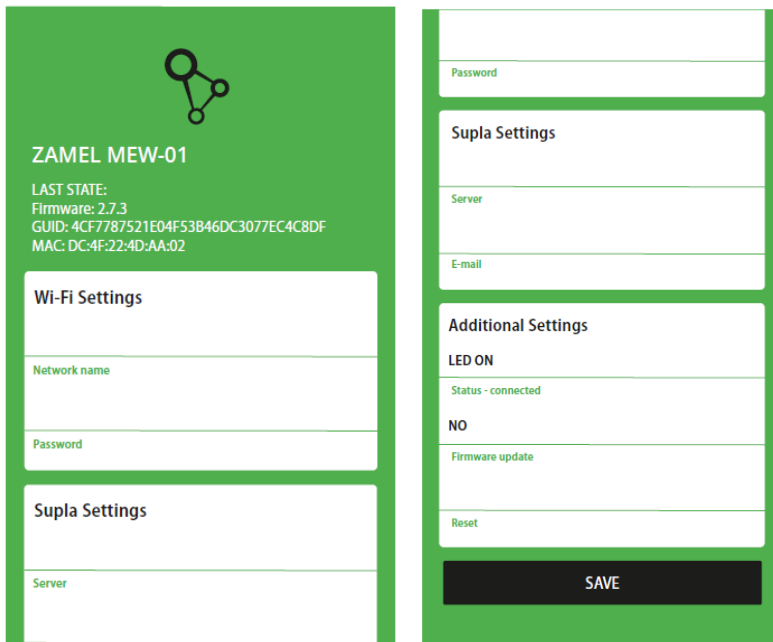 ZAMEL MEW-01
LAST STATE:
Firmware: 2.7.3
GUID: 4CF7787521E04F53B46DC3077EC4C8DF
MAC: DC:4F:22:4D:AA:02
Wi-Fi Settings
Network name
Password
Supla Settings
Server
Password
Supla Settings
Server
E-mail
Additional Settings
LED ON
Status - connected
NO
Firmware update
Reset
SAVE